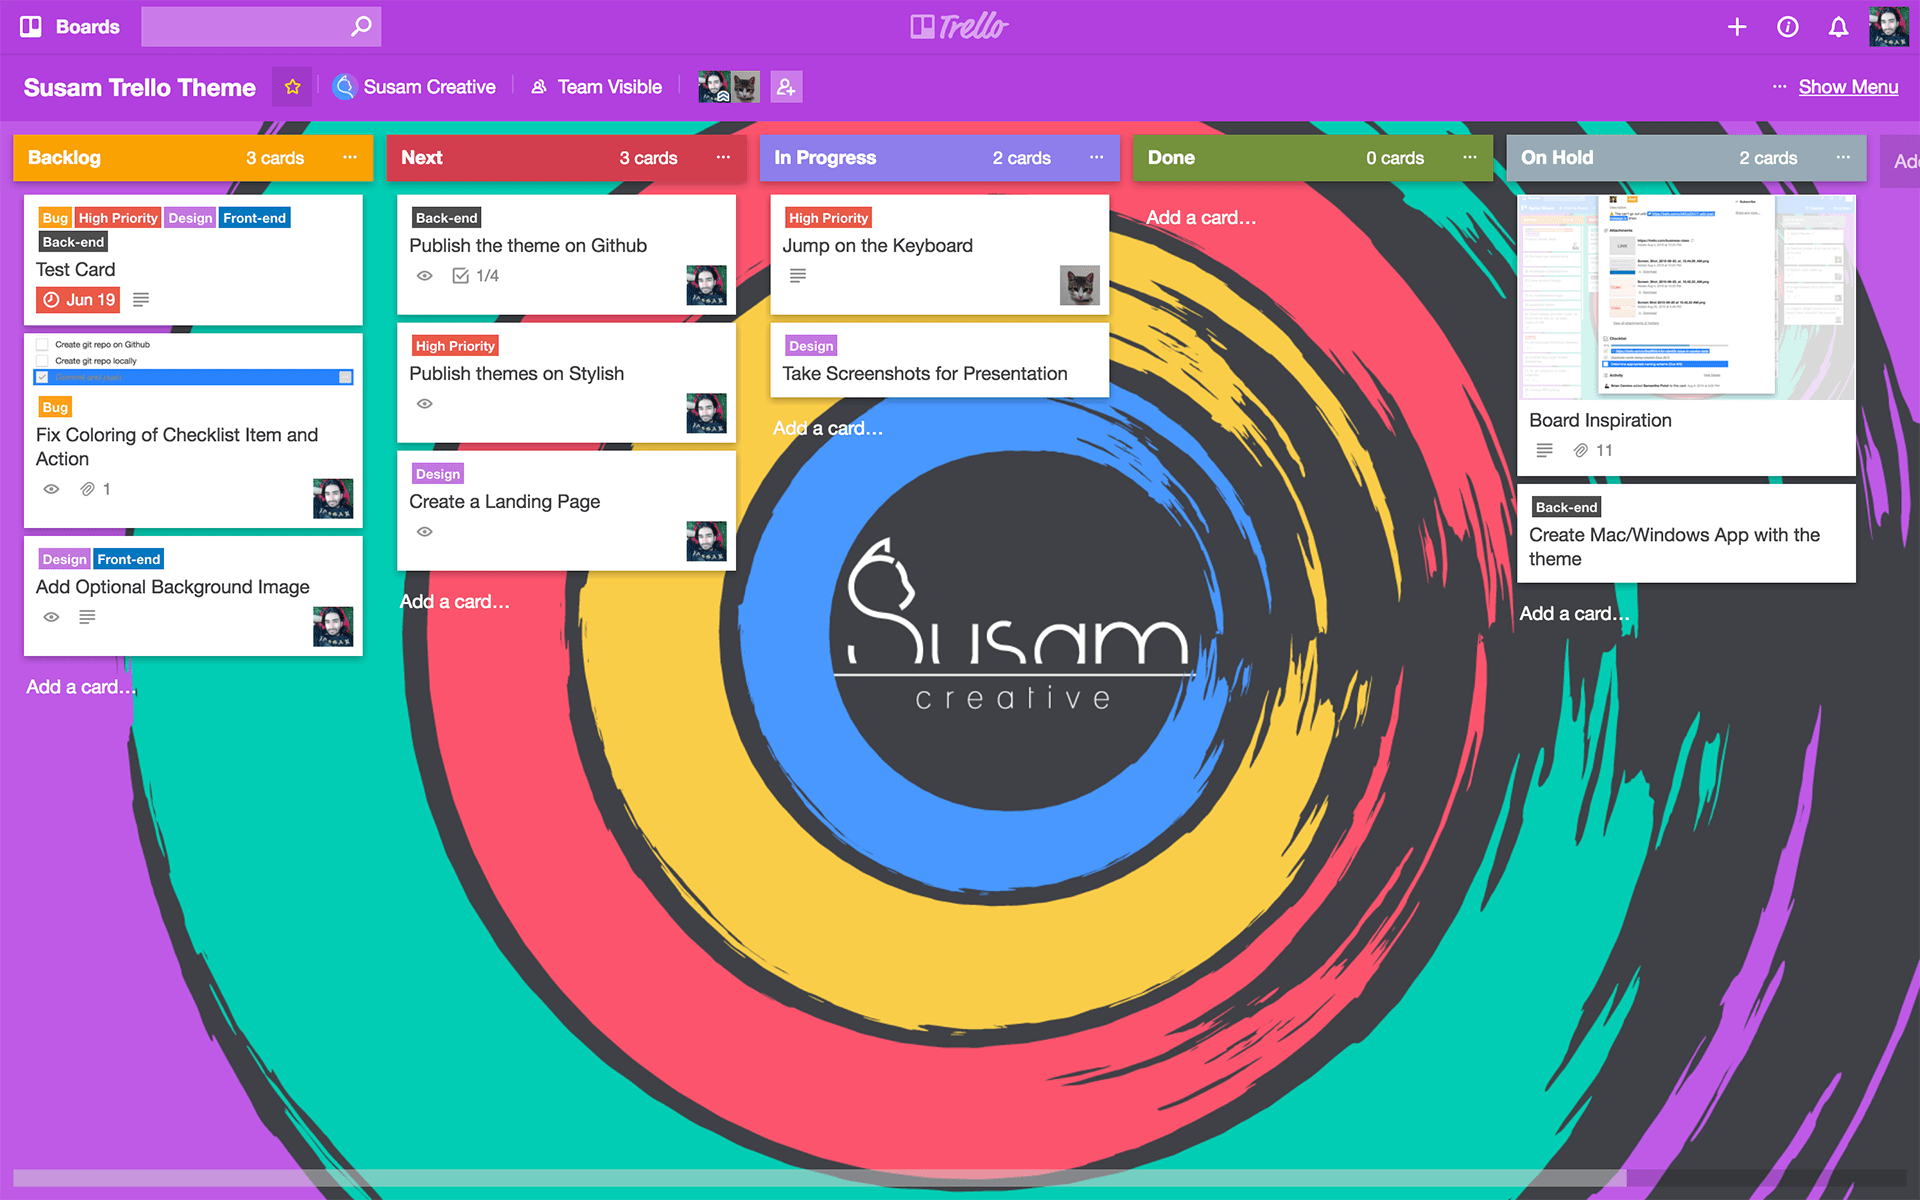 Boards
Trello
Susam Trello Theme
Susam Creative
Team Visible
... Show Menu
Backlog 3 cards ...
Bug High Priority Design Front-end
Back-end
Test Card
Jun 19
Create git repo on Github
Create git repo locally
Bug
Fix Coloring of Checklist Item and
Action
1
Design Front-end
Add Optional Background Image
Add a card...
Next 3 cards ...
Back-end
Publish the theme on Github
1/4
High Priority
Publish themes on Stylish
Design
Create a Landing Page
Add a card...
In Progress 2 cards ...
High Priority
Jump on the Keyboard
Design
Take Screenshots for Presentation
Add a card...
Done 0 cards ...
Add a card...
On Hold 2 cards ...
Attachments
Checklist
Activity
Board Inspiration
11
Back-end
Create Mac/Windows App with the
theme
Add a card...
Susam
creative